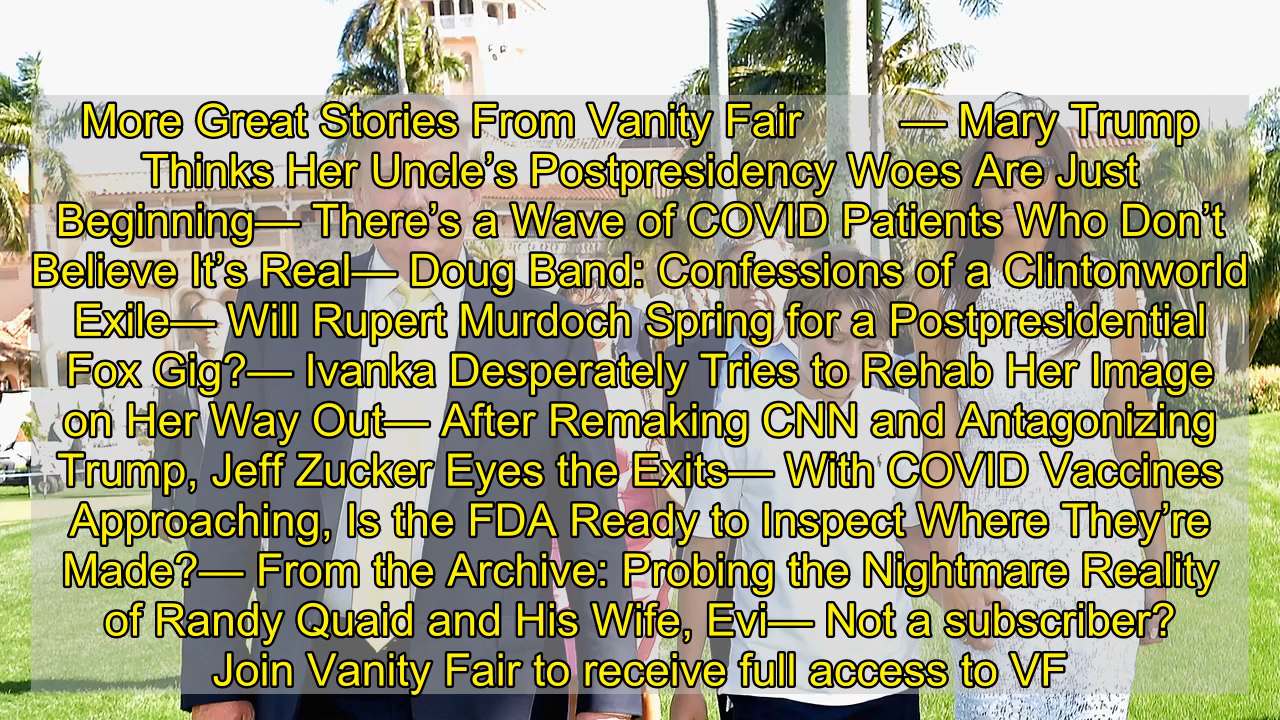 More Great Stories From Vanity Fair — Mary Trump
Thinks Her Uncle’s Postpresidency Woes Are Just
Beginning— There’s a Wave of COVID Patients Who Don’t
Believe It’s Real— Doug Band: Confessions of a Clintonworld
Exile— Will Rupert Murdoch Spring for a Postpresidential
Fox Gig?— Ivanka Desperately Tries to Rehab Her Image
on Her Way Out— After Remaking CNN and Antagonizing
Trump, Jeff Zucker Eyes the Exits— With COVID Vaccines
Approaching, Is the FDA Ready to Inspect Where They’re
Made?— From the Archive: Probing the Nightmare Reality
of Randy Quaid and His Wife, Evi— Not a subscriber?
Join Vanity Fair to receive full access to VF